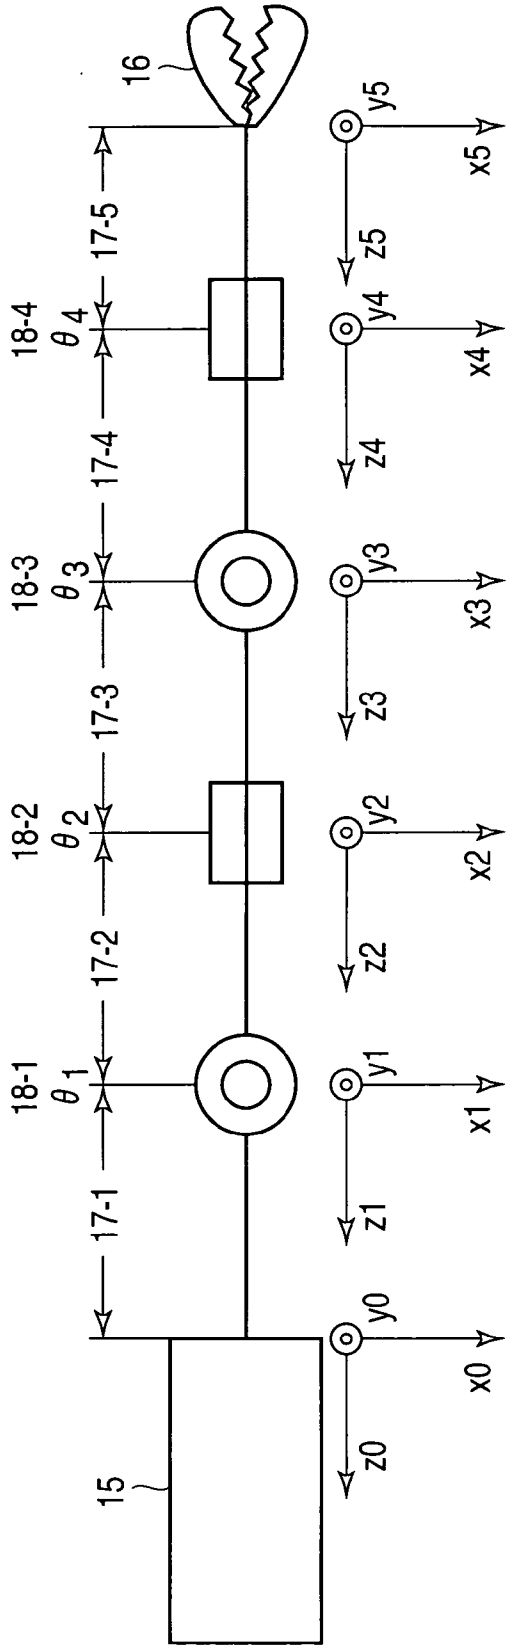 18-1 18-2 18-3 18-4
θ1 θ2 θ3 θ4
15 17-1 17-2 17-3 17-4 17-5 16
y0 y1 y2 y3 y4 y5
z0 z1 z2 z3 z4 z5
x0 x1 x2 x3 x4 x5